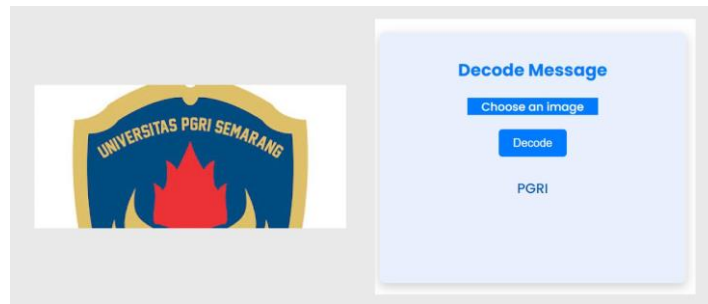 UNIVERSITAS PGRI SEMARANG
Decode Message
Choose an image
Decode
PGRI